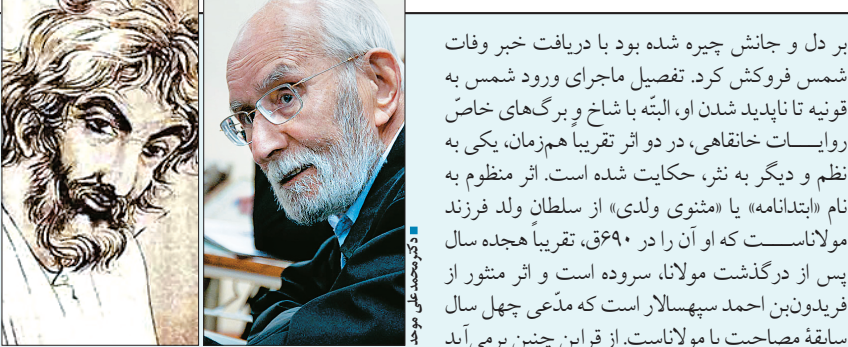 بر دل و جانش چیره شده بود با دریافت خبر وفات
شمس فروکش کرد. تفصیل ماجرای ورود شمس به
قونیه تا ناپدید شدن او، البتّه با شاخ و برگ‌های خاصّ
روایـــات خانقاهی، در دو اثر تقریباً هم‌زمان، یکی به
نظم و دیگر به نثر، حکایت شده است. اثر منظوم به
نام «ابتدانامه» یا «مثنوی ولدی» از سلطان ولد فرزند
مولاناســـت که او آن را در ۶۹۰ق، تقریباً هجده سال
پس از درگذشت مولانا، سروده است و اثر منثور از
فریدون‌بن احمد سپهسالار است که مدّعی چهل سال
سابقهٔ مصاحبت با مولاناست. از قراین چنین برمی‌آید
دکترمحمدعلی موحد